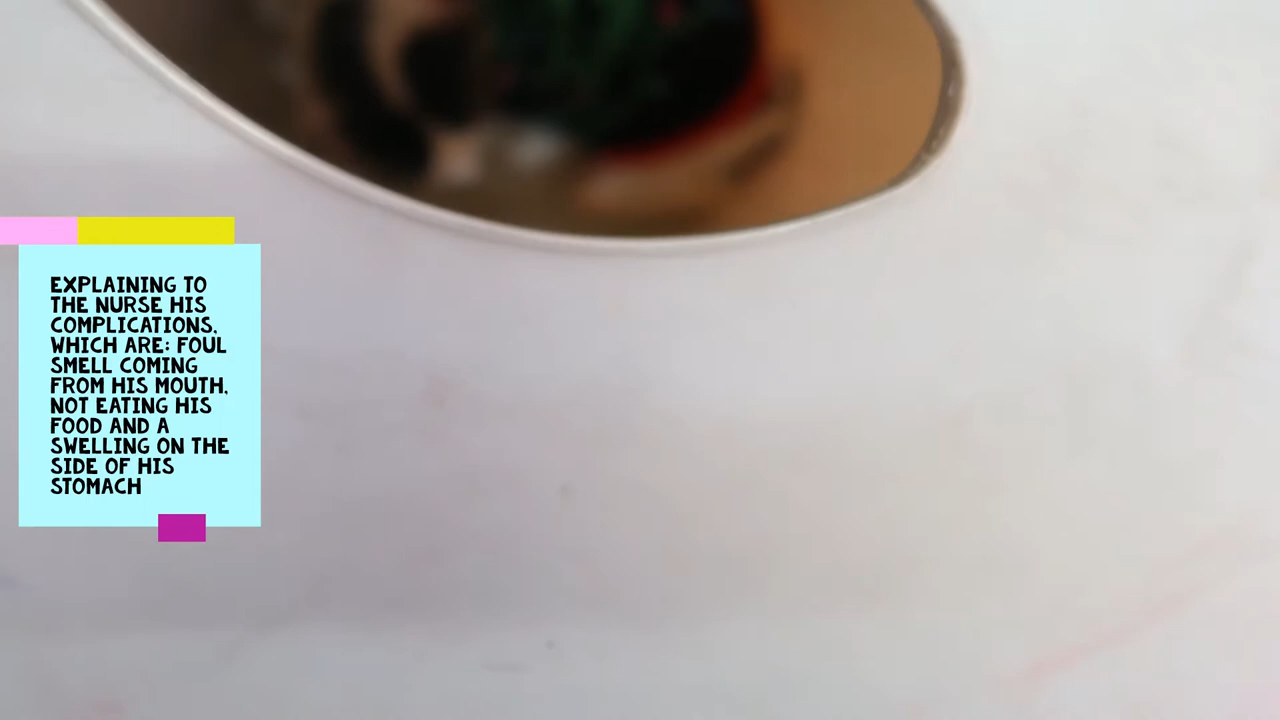 EXPLAINING TO
THE NURSE HIS
COMPLICATIONS,
WHICH ARE: FOUL
SMELL COMING
FROM HIS MOUTH,
NOT EATING HIS
FOOD AND A
SWELLING ON THE
SIDE OF HIS
STOMACH